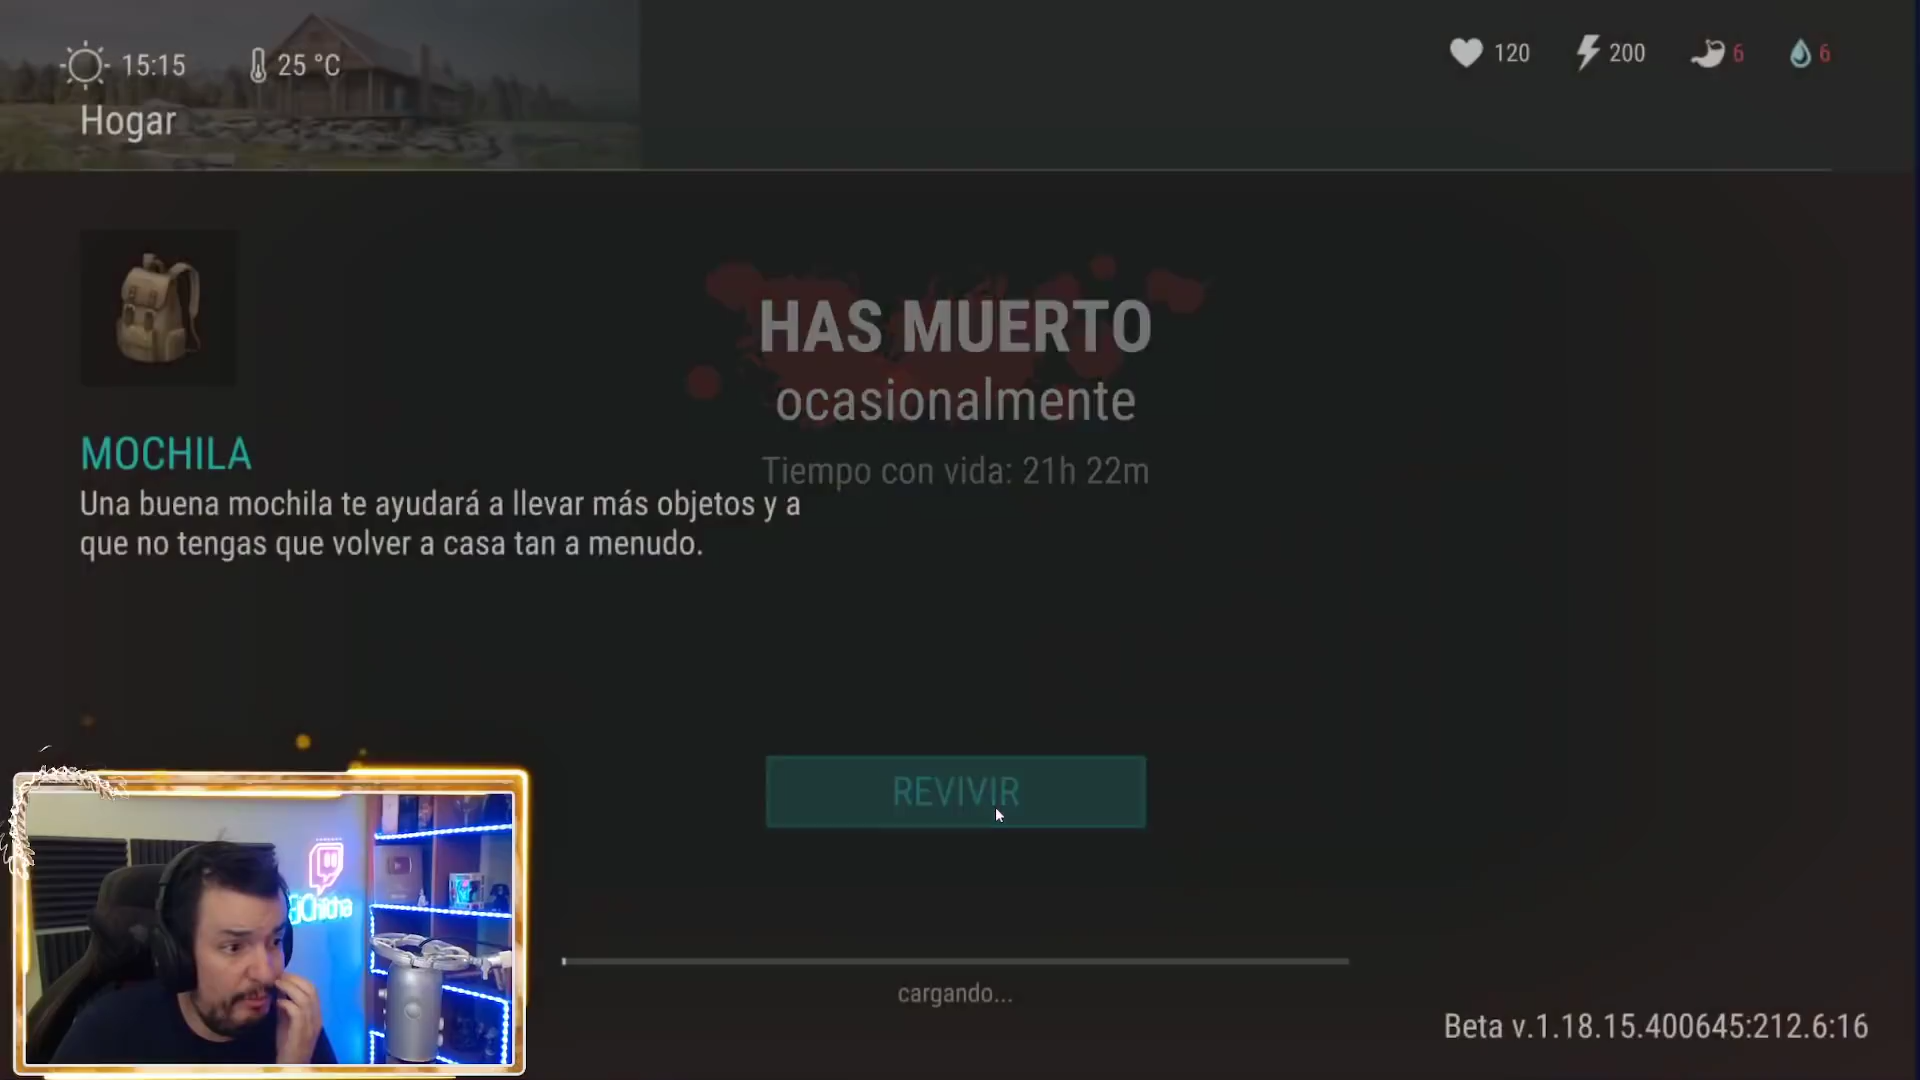 15:15
25 °C
Hogar
120
200
6
6
HAS MUERTO
ocasionalmente
Tiempo con vida: 21h 22m
MOCHILA
Una buena mochila te ayudará a llevar más objetos y a
que no tengas que volver a casa tan a menudo.
REVIVIR
cargando...
Beta v.1.18.15.400645:212.6:16